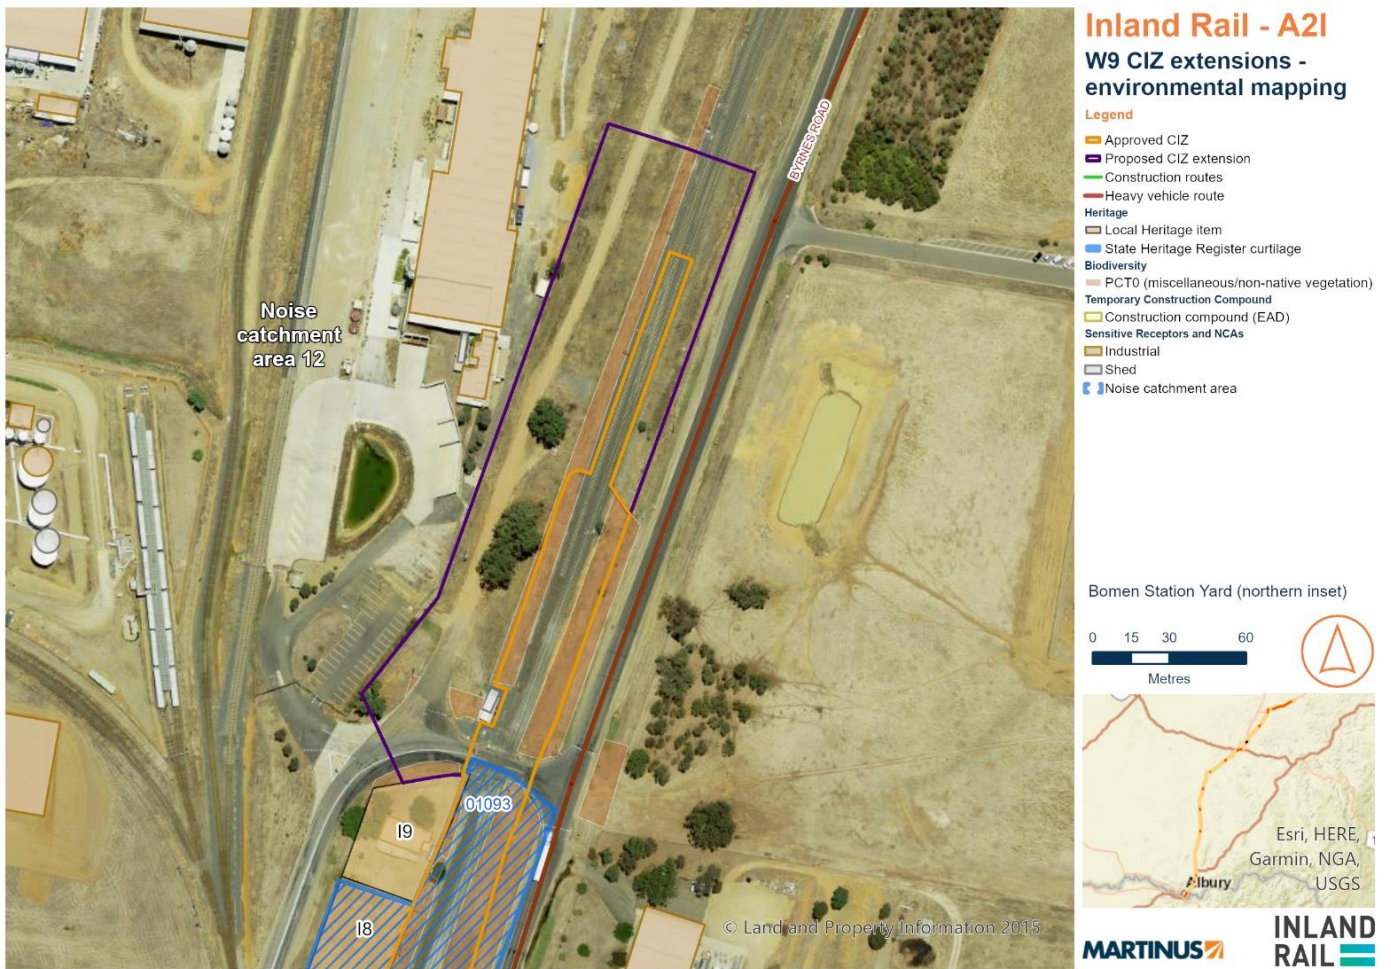 Inland Rail - A2I
W9 CIZ extensions -
environmental mapping
Legend
Approved CIZ
Proposed CIZ extension
Construction routes
Heavy vehicle route
Heritage
Local Heritage item
State Heritage Register curtilage
Biodiversity
PCT0 (miscellaneous/non-native vegetation)
Temporary Construction Compound
Construction compound (EAD)
Sensitive Receptors and NCAs
Industrial
Shed
Noise catchment area
BYRNES ROAD
Noise
catchment
area 12
01093
I9
I8
© Land and Property Information 2015
Bomen Station Yard (northern inset)
0 15 30 60
Metres
Esri, HERE,
Garmin, NGA,
USGS
Albury
MARTINUS
INLAND
RAIL